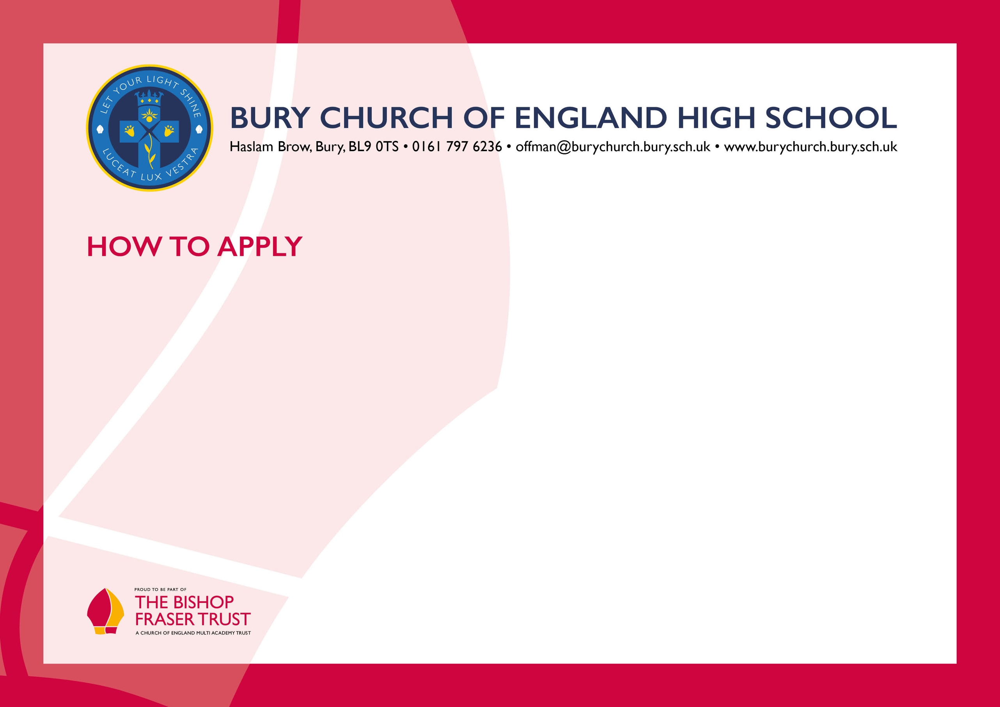 LET YOUR LIGHT SHINE
LUCEAT LUX VESTRA
BURY CHURCH OF ENGLAND HIGH SCHOOL
Haslam Brow, Bury, BL9 0TS • 0161 797 6236 • offman@burychurch.bury.sch.uk • www.burychurch.bury.sch.uk
HOW TO APPLY
PROUD TO BE PART OF
THE BISHOP
FRASER TRUST
A CHURCH OF ENGLAND MULTI ACADEMY TRUST